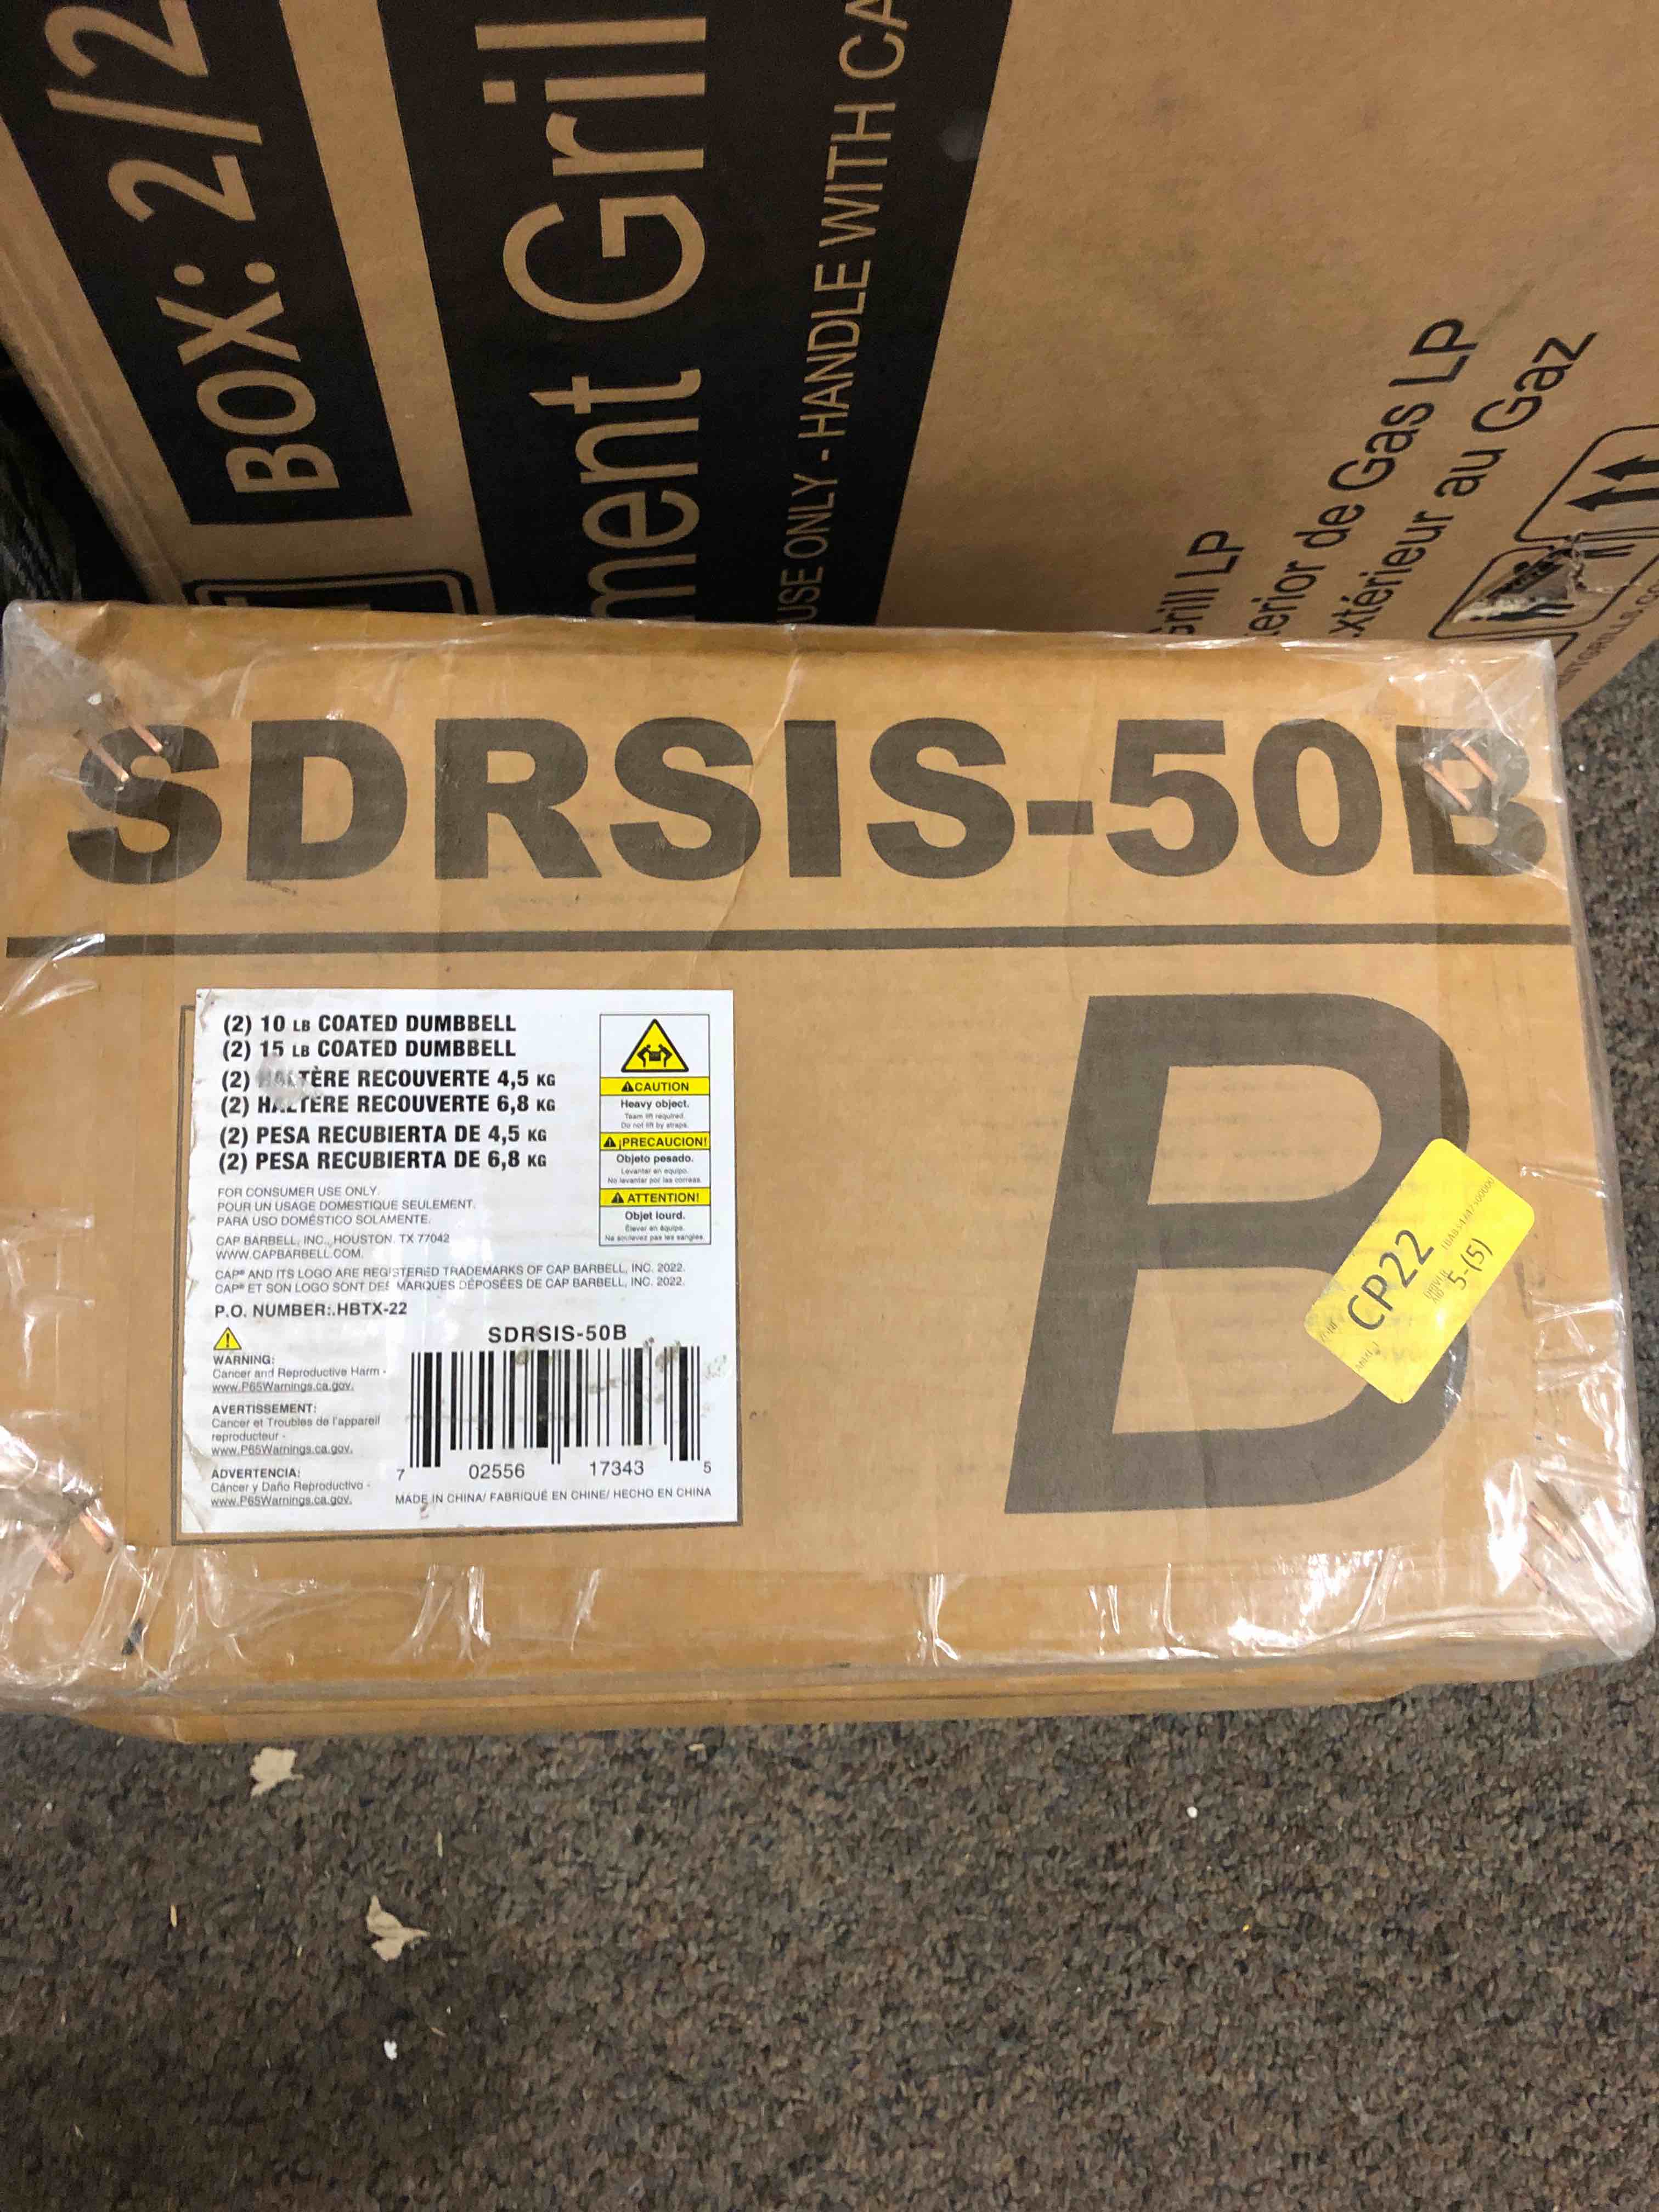 BOX: 2/2
ment Gril
USE ONLY - HANDLE WITH CA
Grill LP
erior de Gas LP
xtérieur au Gaz
SDRSIS-50B
(2) 10 LB COATED DUMBBELL
(2) 15 LB COATED DUMBBELL
(2) HALTÈRE RECOUVERTE 4,5 KG
(2) HALTÈRE RECOUVERTE 6,8 KG
(2) PESA RECUBIERTA DE 4,5 KG
(2) PESA RECUBIERTA DE 6,8 KG
FOR CONSUMER USE ONLY.
POUR UN USAGE DOMESTIQUE SEULEMENT.
PARA USO DOMÉSTICO SOLAMENTE.
CAP BARBELL, INC., HOUSTON, TX 77042
WWW.CAPBARBELL.COM.
CAP® AND ITS LOGO ARE REGISTERED TRADEMARKS OF CAP BARBELL, INC. 2022.
CAP® ET SON LOGO SONT DES MARQUES DÉPOSÉES DE CAP BARBELL, INC. 2022.
P.O. NUMBER:.HBTX-22
CAUTION
Heavy object.
Team lift required.
Do not lift by straps.
¡PRECAUCION!
Objeto pesado.
Levantar en equipo.
No levantar por las correas.
ATTENTION!
Objet lourd.
Élever en équipe.
Ne soulevez pas les sangles.
WARNING:
Cancer and Reproductive Harm -
www.P65Warnings.ca.gov.
AVERTISSEMENT:
Cancer et Troubles de l'appareil
reproducteur -
www.P65Warnings.ca.gov.
ADVERTENCIA:
Cáncer y Daño Reproductivo -
www.P65Warnings.ca.gov.
SDRSIS-50B
7 02556 17343 5
MADE IN CHINA/ FABRIQUÉ EN CHINE/ HECHO EN CHINA
B
CP22
5-(5)